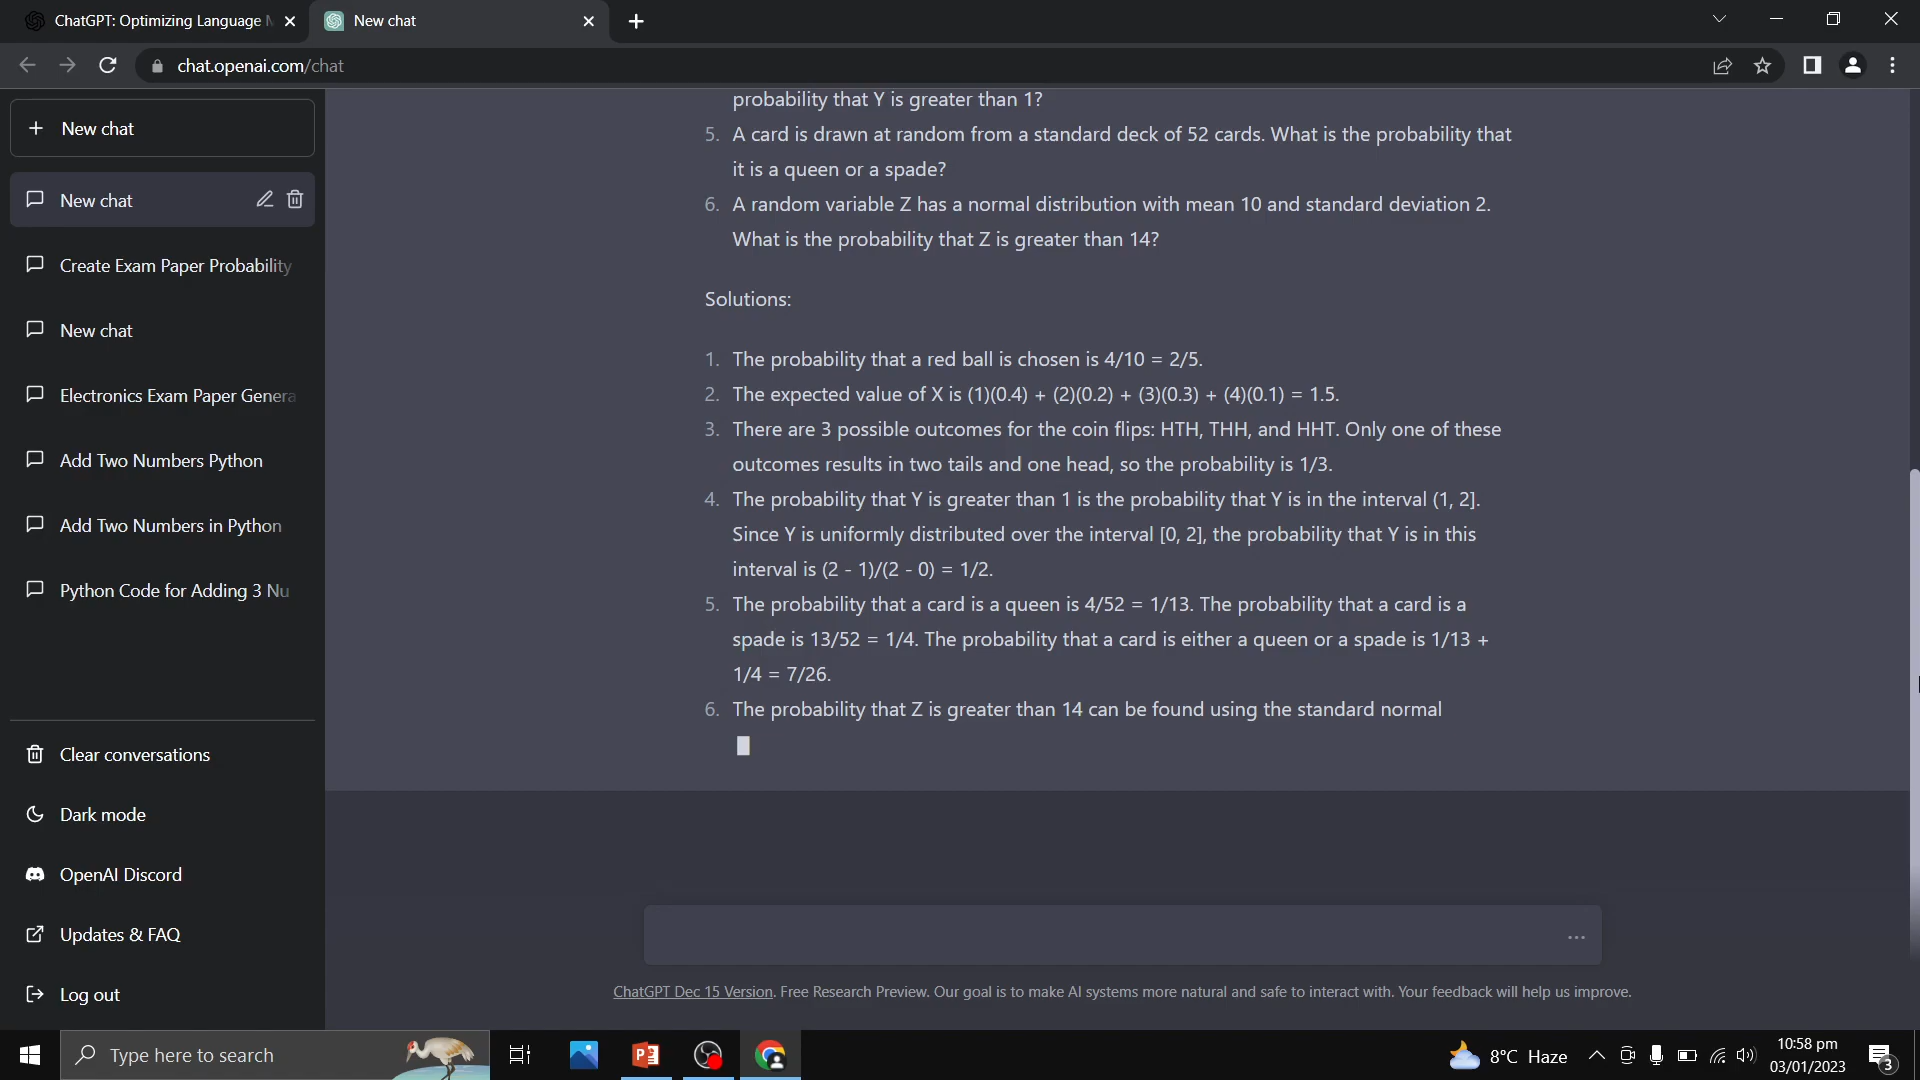 ChatGPT: Optimizing Language
New chat
chat.openai.com/chat
New chat
New chat
Create Exam Paper Probability
New chat
Electronics Exam Paper Genera
Add Two Numbers Python
Add Two Numbers in Python
Python Code for Adding 3 Nu
Clear conversations
Dark mode
OpenAI Discord
Updates & FAQ
Log out
probability that Y is greater than 1?
5. A card is drawn at random from a standard deck of 52 cards. What is the probability that
it is a queen or a spade?
6. A random variable Z has a normal distribution with mean 10 and standard deviation 2.
What is the probability that Z is greater than 14?
Solutions:
1. The probability that a red ball is chosen is 4/10 = 2/5.
2. The expected value of X is (1)(0.4) + (2)(0.2) + (3)(0.3) + (4)(0.1) = 1.5.
3. There are 3 possible outcomes for the coin flips: HTH, THH, and HHT. Only one of these
outcomes results in two tails and one head, so the probability is 1/3.
4. The probability that Y is greater than 1 is the probability that Y is in the interval (1, 2].
Since Y is uniformly distributed over the interval [0, 2], the probability that Y is in this
interval is (2 - 1)/(2 - 0) = 1/2.
5. The probability that a card is a queen is 4/52 = 1/13. The probability that a card is a
spade is 13/52 = 1/4. The probability that a card is either a queen or a spade is 1/13 +
1/4 = 7/26.
6. The probability that Z is greater than 14 can be found using the standard normal
ChatGPT Dec 15 Version. Free Research Preview. Our goal is to make AI systems more natural and safe to interact with. Your feedback will help us improve.
Type here to search
8°C Haze
10:58 pm
03/01/2023
3